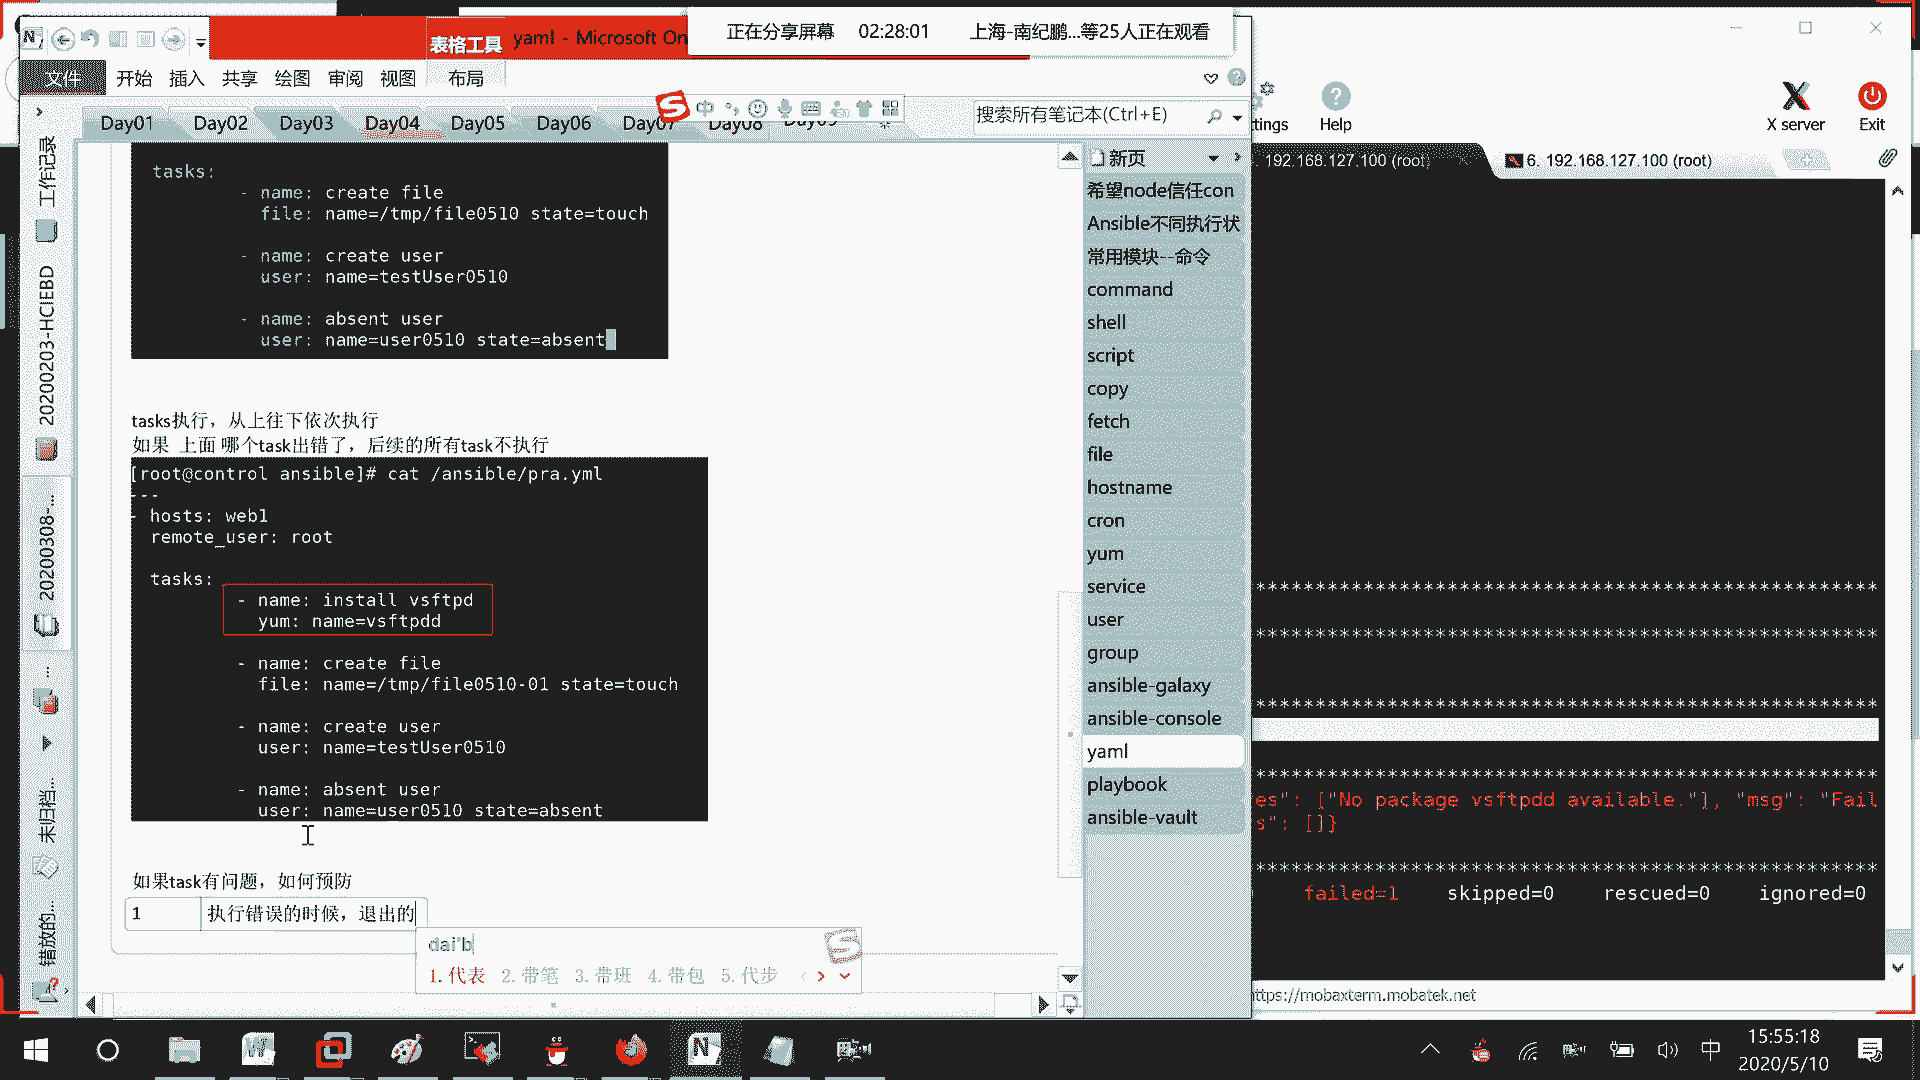 正在分享屏幕 02:28:01 上海-南纪鹏...等25人正在观看
表格工具 yaml - Microsoft On
文件 开始 插入 共享 绘图 审阅 视图 布局
Day01 Day02 Day03 Day04 Day05 Day06 Day07 Day08 Day09
搜索所有笔记本(Ctrl+E)
工作记录
20200203-HCIEBD
20200308-...
未归档...
错放的...
tasks:
- name: create file
file: name=/tmp/file0510 state=touch
- name: create user
user: name=testUser0510
- name: absent user
user: name=user0510 state=absent
tasks执行，从上往下依次执行
如果 上面 哪个task出错了，后续的所有task不执行
[root@control ansible]# cat /ansible/pra.yml
---
- hosts: web1
remote_user: root
tasks:
- name: install vsftpd
yum: name=vsftpdd
- name: create file
file: name=/tmp/file0510-01 state=touch
- name: create user
user: name=testUser0510
- name: absent user
user: name=user0510 state=absent
如果task有问题，如何预防
1 执行错误的时候，退出的
dai'b
1.代表 2.带笔 3.带班 4.带包 5.代步
新页
希望node信任con
Ansible不同执行状
常用模块--命令
command
shell
script
copy
fetch
file
hostname
cron
yum
service
user
group
ansible-galaxy
ansible-console
yaml
playbook
ansible-vault
tings Help X server Exit
192.168.127.100 (root) 6. 192.168.127.100 (root)
es": ["No package vsftpdd available."], "msg": "Fail
s": []}
failed=1 skipped=0 rescued=0 ignored=0
ttps://mobaxterm.mobatek.net
中
15:55:18
2020/5/10